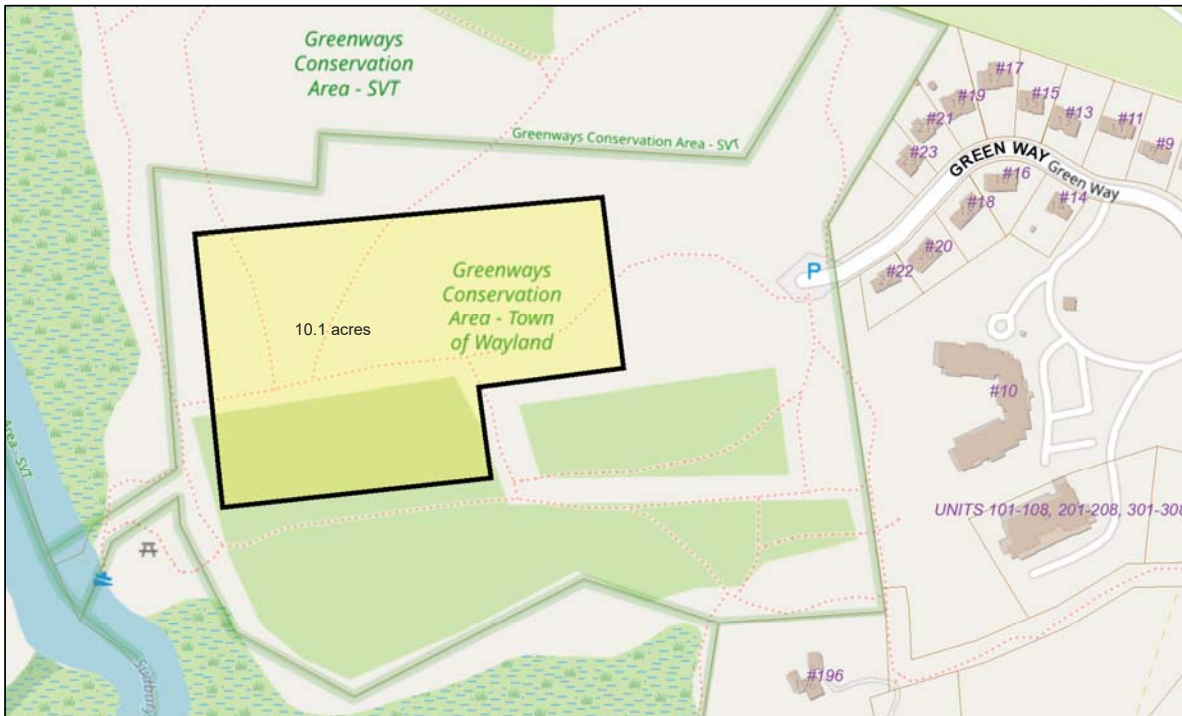 Greenways
Conservation
Area - SVT
Greenways Conservation Area - SVT
#17
#19
#15
#21
#13
#11
#9
#23
GREEN WAY
Green Way
#16
#18
#14
#20
#22
P
Greenways
Conservation
Area - Town
of Wayland
10.1 acres
#10
Area - SVT
UNITS 101-108, 201-208, 301-308
Sudbury
#196